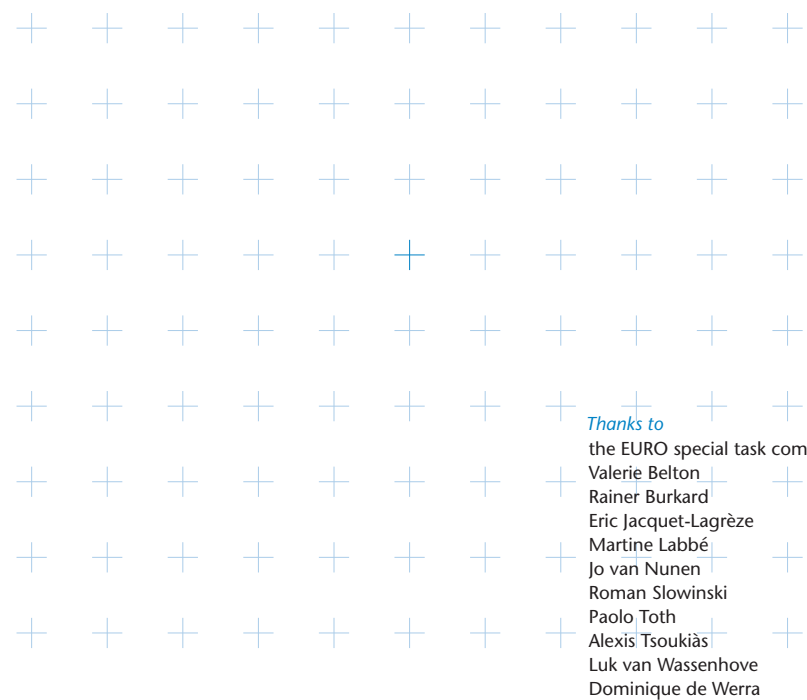 Thanks to
the EURO special task com
Valerie Belton
Rainer Burkard
Eric Jacquet-Lagrèze
Martine Labbé
Jo van Nunen
Roman Slowinski
Paolo Toth
Alexis Tsoukiàs
Luk van Wassenhove
Dominique de Werra